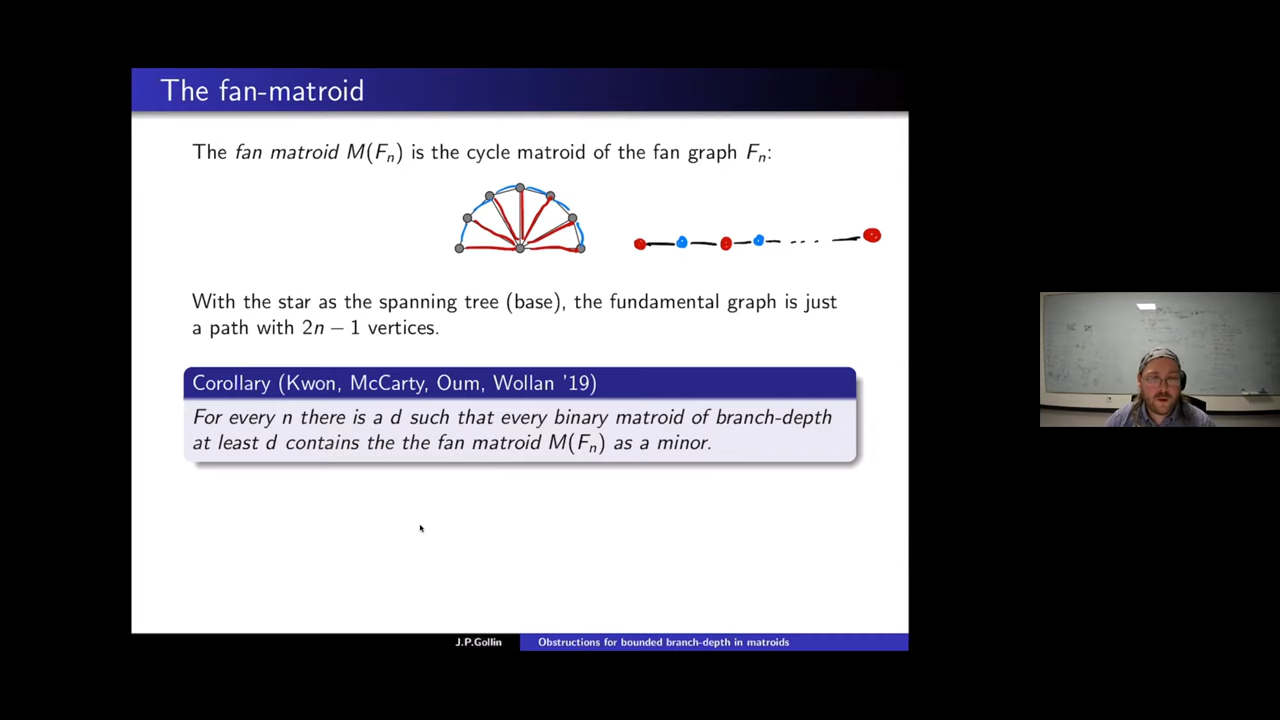 The fan-matroid
The fan matroid M(Fₙ) is the cycle matroid of the fan graph Fₙ:
With the star as the spanning tree (base), the fundamental graph is just
a path with 2n − 1 vertices.
Corollary (Kwon, McCarty, Oum, Wollan '19)
For every n there is a d such that every binary matroid of branch-depth
at least d contains the the fan matroid M(Fₙ) as a minor.
J.P.Gollin
Obstructions for bounded branch-depth in matroids